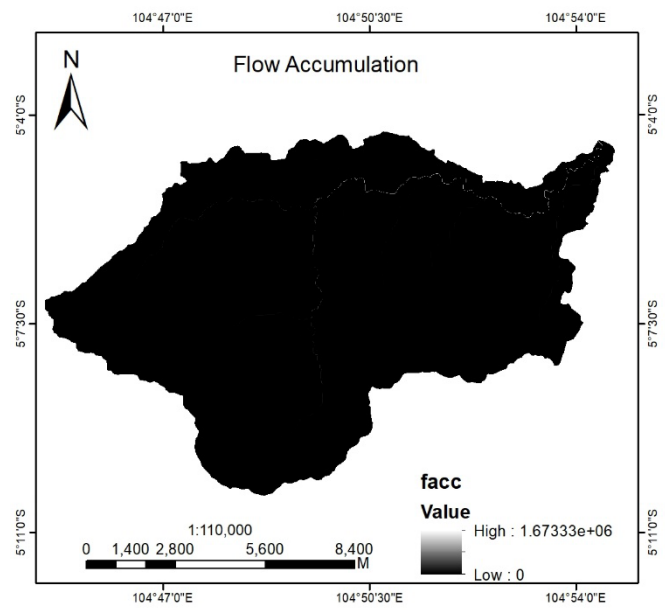 104°47'0"E 104°50'30"E 104°54'0"E
N
Flow Accumulation
5°4'0"S 5°4'0"S
5°7'30"S 5°7'30"S
5°11'0"S 5°11'0"S
facc
Value
High : 1.67333e+06
Low : 0
1:110,000
0 1,400 2,800 5,600 8,400
M
104°47'0"E 104°50'30"E 104°54'0"E